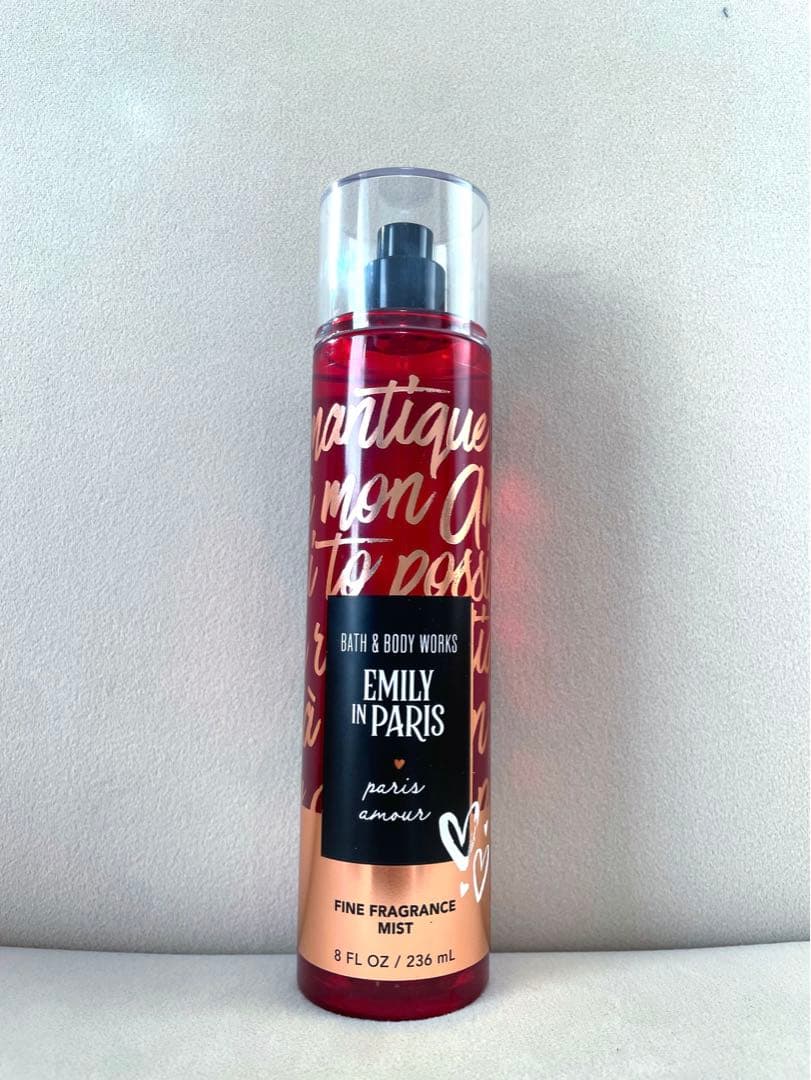 mantique
mon
to
BATH & BODY WORKS
EMILY
IN PARIS
paris
amour
FINE FRAGRANCE
MIST
8 FL OZ / 236 mL